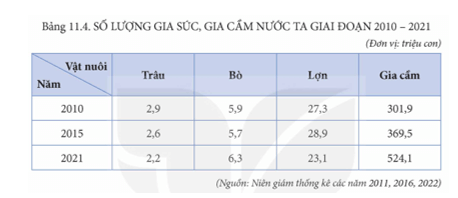 Bảng 11.4. SỐ LƯỢNG GIA SÚC, GIA CẦM NƯỚC TA GIAI ĐOẠN 2010 – 2021
(Đơn vị: triệu con)
Vật nuôi
Năm
Trâu Bò Lợn Gia cầm
2010 2,9 5,9 27,3 301,9
2015 2,6 5,7 28,9 369,5
2021 2,2 6,3 23,1 524,1
(Nguồn: Niên giám thống kê các năm 2011, 2016, 2022)